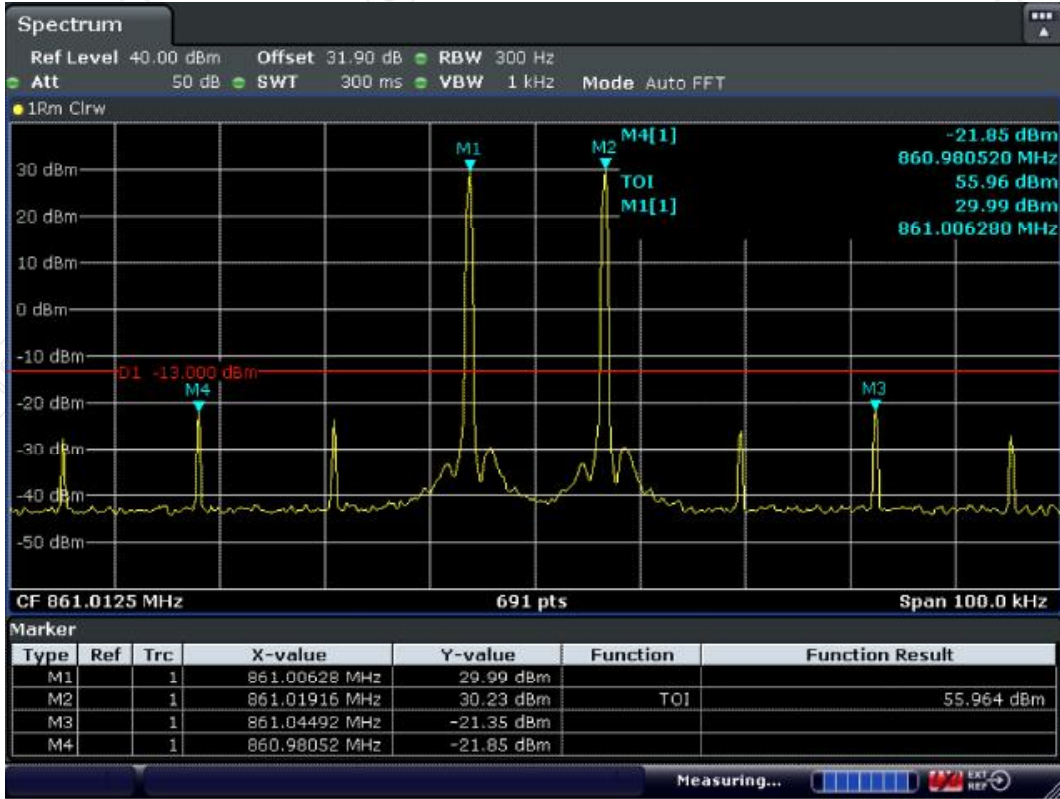 Spectrum
Ref Level 40.00 dBm Offset 31.90 dB RBW 300 Hz
Att 50 dB SWT 300 ms VBW 1 kHz Mode Auto FFT
1Rm Clrw
M4[1] -21.85 dBm
860.980520 MHz
TOI 55.96 dBm
M1[1] 29.99 dBm
861.006280 MHz
M1
M2
30 dBm
20 dBm
10 dBm
0 dBm
-10 dBm
D1 -13.000 dBm
M4
M3
-20 dBm
-30 dBm
-40 dBm
-50 dBm
CF 861.0125 MHz 691 pts Span 100.0 kHz
Marker
Type Ref Trc X-value Y-value Function Function Result
M1 1 861.00628 MHz 29.99 dBm
M2 1 861.01916 MHz 30.23 dBm TOI 55.964 dBm
M3 1 861.04492 MHz -21.35 dBm
M4 1 860.98052 MHz -21.85 dBm
Measuring... EXT REF